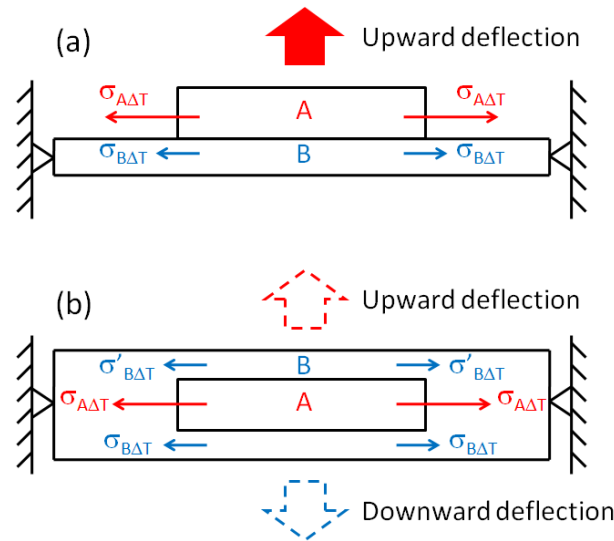 (a)
Upward deflection
σAΔT
A
σAΔT
σBΔT
B
σBΔT
(b)
Upward deflection
σ'BΔT
B
σ'BΔT
σAΔT
A
σAΔT
σBΔT
σBΔT
Downward deflection